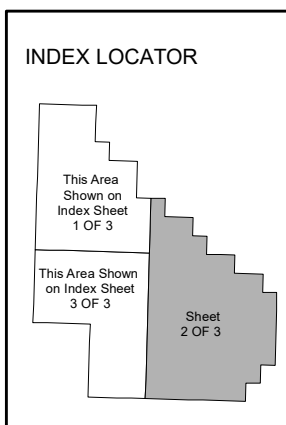 INDEX LOCATOR
This Area
Shown on
Index Sheet
1 OF 3
This Area Shown
on Index Sheet
3 OF 3
Sheet
2 OF 3